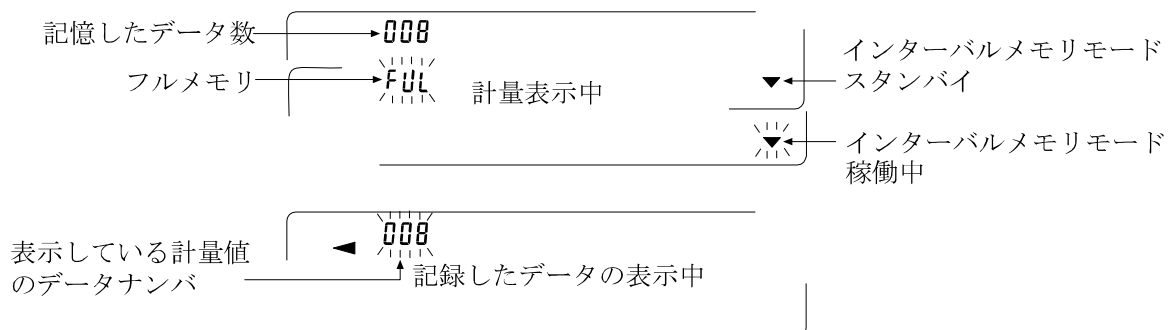 記憶したデータ数
008
インターバルメモリモード
スタンバイ
フルメモリ
FUL
計量表示中
インターバルメモリモード
稼働中
008
表示している計量値
のデータナンバ
記録したデータの表示中